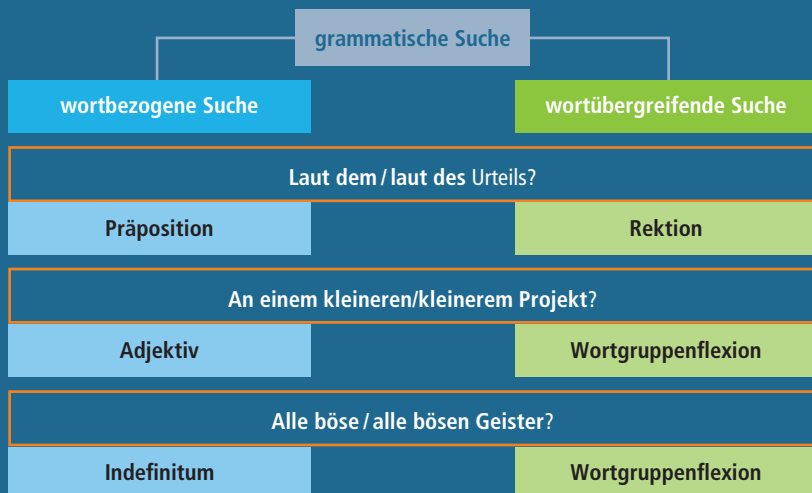 grammatische Suche
wortbezogene Suche
wortübergreifende Suche
Laut dem / laut des Urteils?
Präposition
Rektion
An einem kleineren/kleinerem Projekt?
Adjektiv
Wortgruppenflexion
Alle böse / alle bösen Geister?
Indefinitum
Wortgruppenflexion